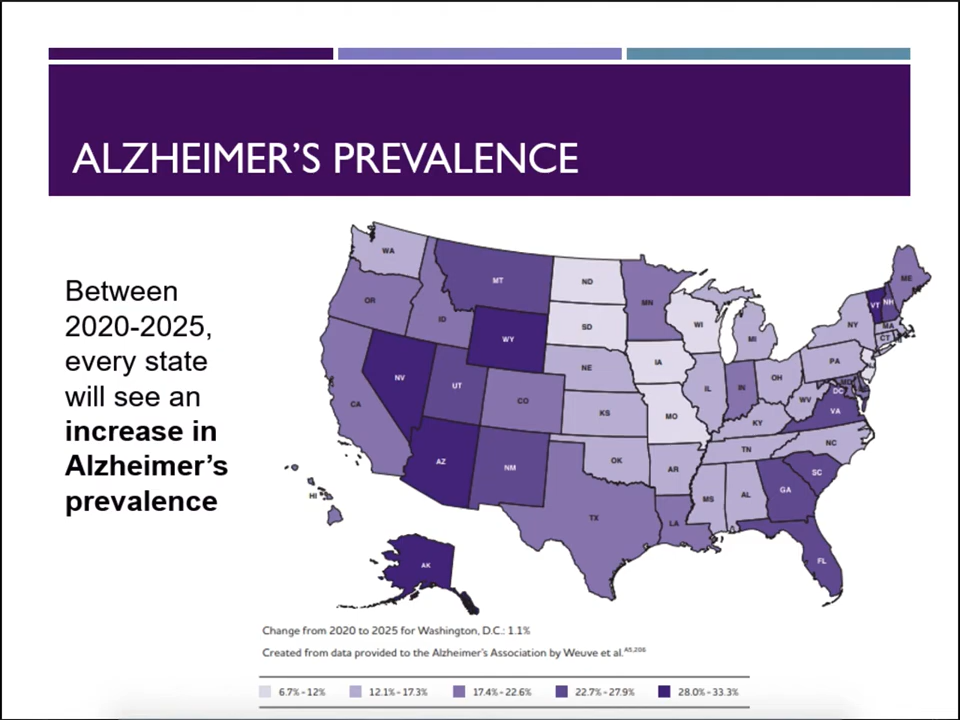 ALZHEIMER'S PREVALENCE
Between
2020-2025,
every state
will see an
increase in
Alzheimer's
prevalence
WA
MT
ND
MN
ME
OR
ID
SD
WI
VT
NH
WY
MI
NY
MA
CT
NE
IA
PA
NV
UT
CO
IL
IN
OH
MD
DC
CA
KS
MO
WV
VA
KY
NC
AZ
NM
OK
AR
TN
SC
MS
AL
GA
TX
LA
HI
FL
AK
Change from 2020 to 2025 for Washington, D.C.: 1.1%
Created from data provided to the Alzheimer's Association by Weuve et al.A5,206
6.7% - 12% 12.1% - 17.3% 17.4% - 22.6% 22.7% - 27.9% 28.0% - 33.3%